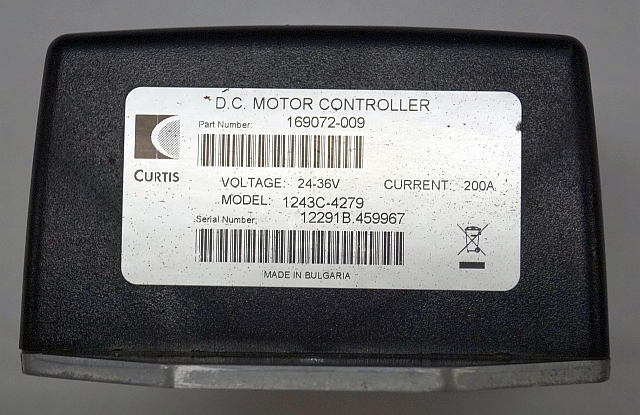 D.C. MOTOR CONTROLLER
Part Number: 169072-009
CURTIS
VOLTAGE: 24-36V CURRENT: 200A
MODEL: 1243C-4279
Serial Number: 12291B.459967
MADE IN BULGARIA